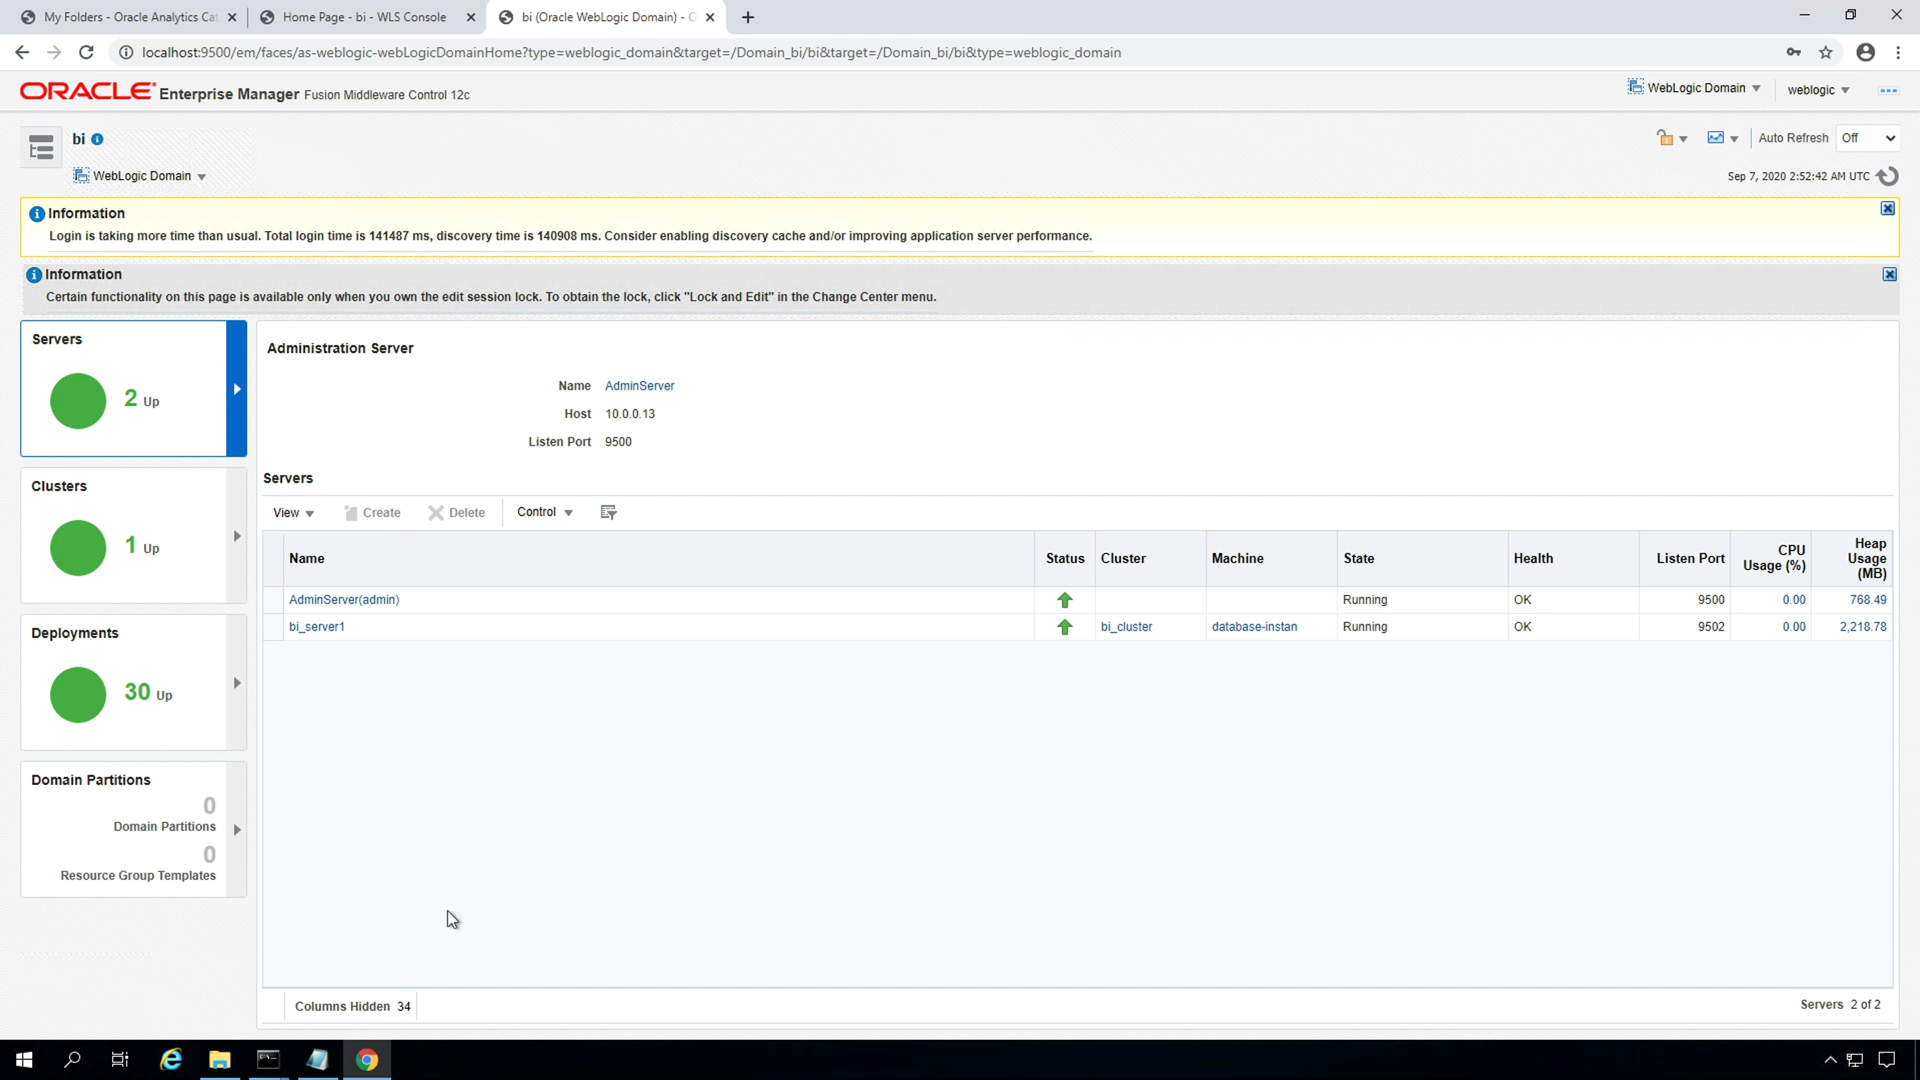 My Folders - Oracle Analytics Cat
Home Page - bi - WLS Console
bi (Oracle WebLogic Domain) - O
localhost:9500/em/faces/as-weblogic-webLogicDomainHome?type=weblogic_domain&target=/Domain_bi/bi&target=/Domain_bi/bi&type=weblogic_domain
ORACLE Enterprise Manager Fusion Middleware Control 12c
WebLogic Domain
weblogic
bi
Auto Refresh Off
WebLogic Domain
Sep 7, 2020 2:52:42 AM UTC
Information
Login is taking more time than usual. Total login time is 141487 ms, discovery time is 140908 ms. Consider enabling discovery cache and/or improving application server performance.
Information
Certain functionality on this page is available only when you own the edit session lock. To obtain the lock, click "Lock and Edit" in the Change Center menu.
Servers
2 Up
Clusters
1 Up
Deployments
30 Up
Domain Partitions
0
Domain Partitions
0
Resource Group Templates
Administration Server
Name AdminServer
Host 10.0.0.13
Listen Port 9500
Servers
View Create Delete Control
Name Status Cluster Machine State Health Listen Port CPU Usage (%) Heap Usage (MB)
AdminServer(admin) Running OK 9500 0.00 768.49
bi_server1 bi_cluster database-instan Running OK 9502 0.00 2,218.78
Columns Hidden 34
Servers 2 of 2